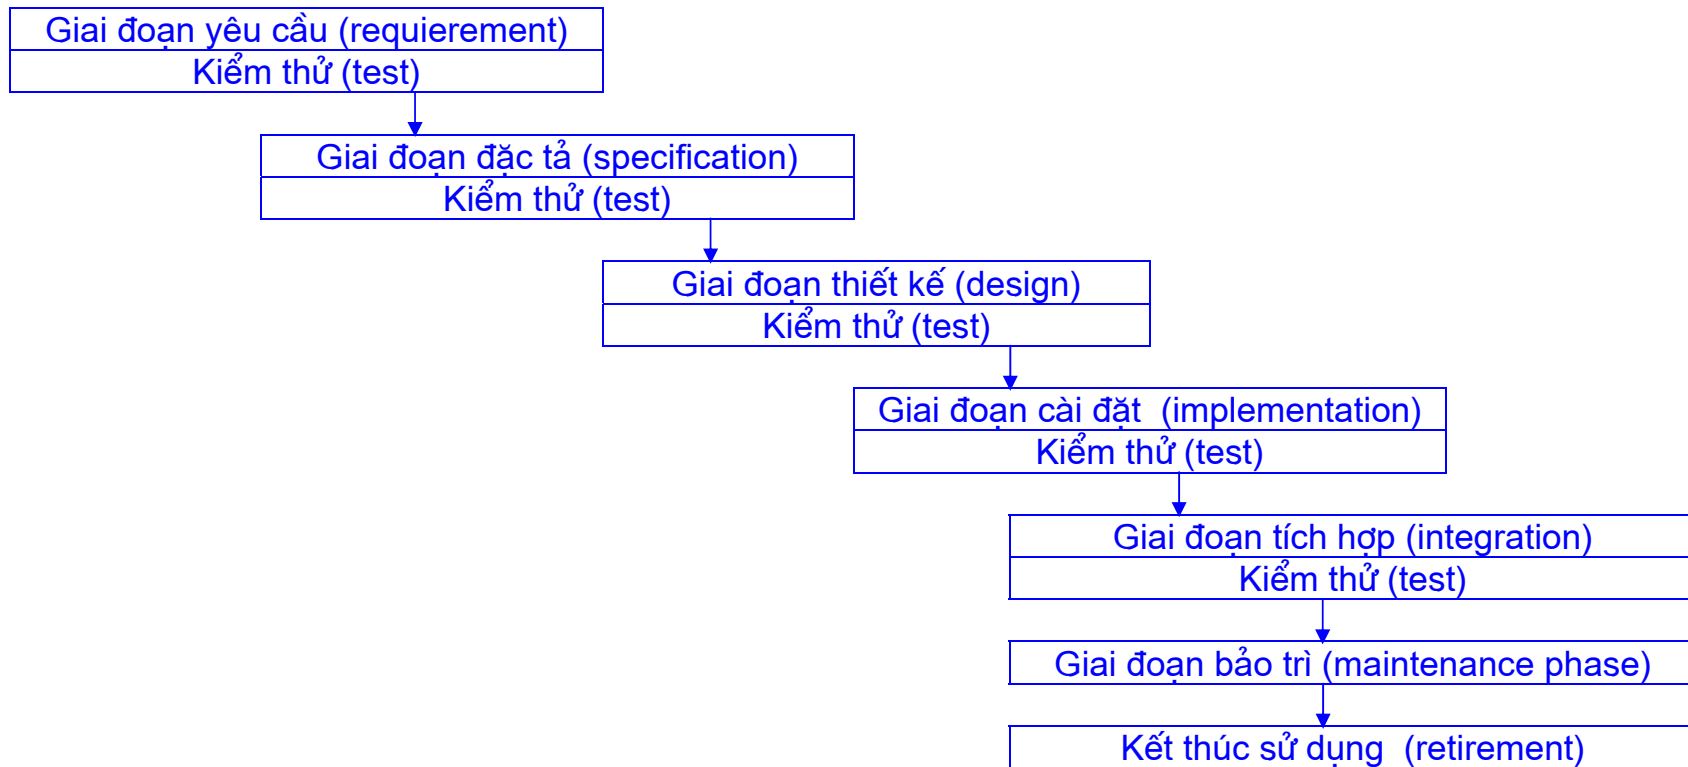 Giai đoạn yêu cầu (requierement)
Kiểm thử (test)
Giai đoạn đặc tả (specification)
Kiểm thử (test)
Giai đoạn thiết kế (design)
Kiểm thử (test)
Giai đoạn cài đặt  (implementation)
Kiểm thử (test)
Giai đoạn tích hợp (integration)
Kiểm thử (test)
Giai đoạn bảo trì (maintenance phase)
Kết thúc sử dụng  (retirement)